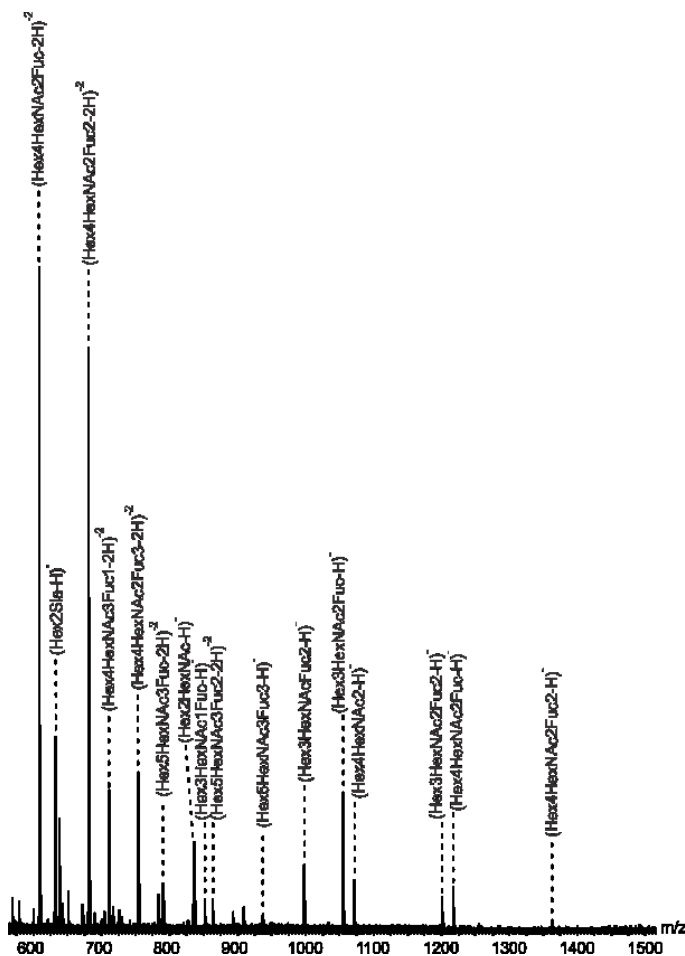 (Hex4HexNAc2Fuc-2H)-2
(Hex2Sia-H)-
(Hex4HexNAc2Fuc2-2H)-2
(Hex4HexNAc3Fuc1-2H)-2
(Hex4HexNAc2Fuc3-2H)-2
(Hex5HexNAc3Fuc-2H)-2
(Hex2HexNAc-H)-
(Hex3HexNAc1Fuc-H)
(Hex5HexNAc3Fuc2-2H)-2
(Hex5HexNAc3Fuc3-H)-
(Hex3HexNAcFuc2-H)-
(Hex3HexNAc2Fuc-H)-
(Hex4HexNAc2-H)-
(Hex3HexNAc2Fuc2-H)-
(Hex4HexNAc2Fuc-H)-
(Hex4HexNAc2Fuc2-H)-
600 700 800 900 1000 1100 1200 1300 1400 1500 m/z